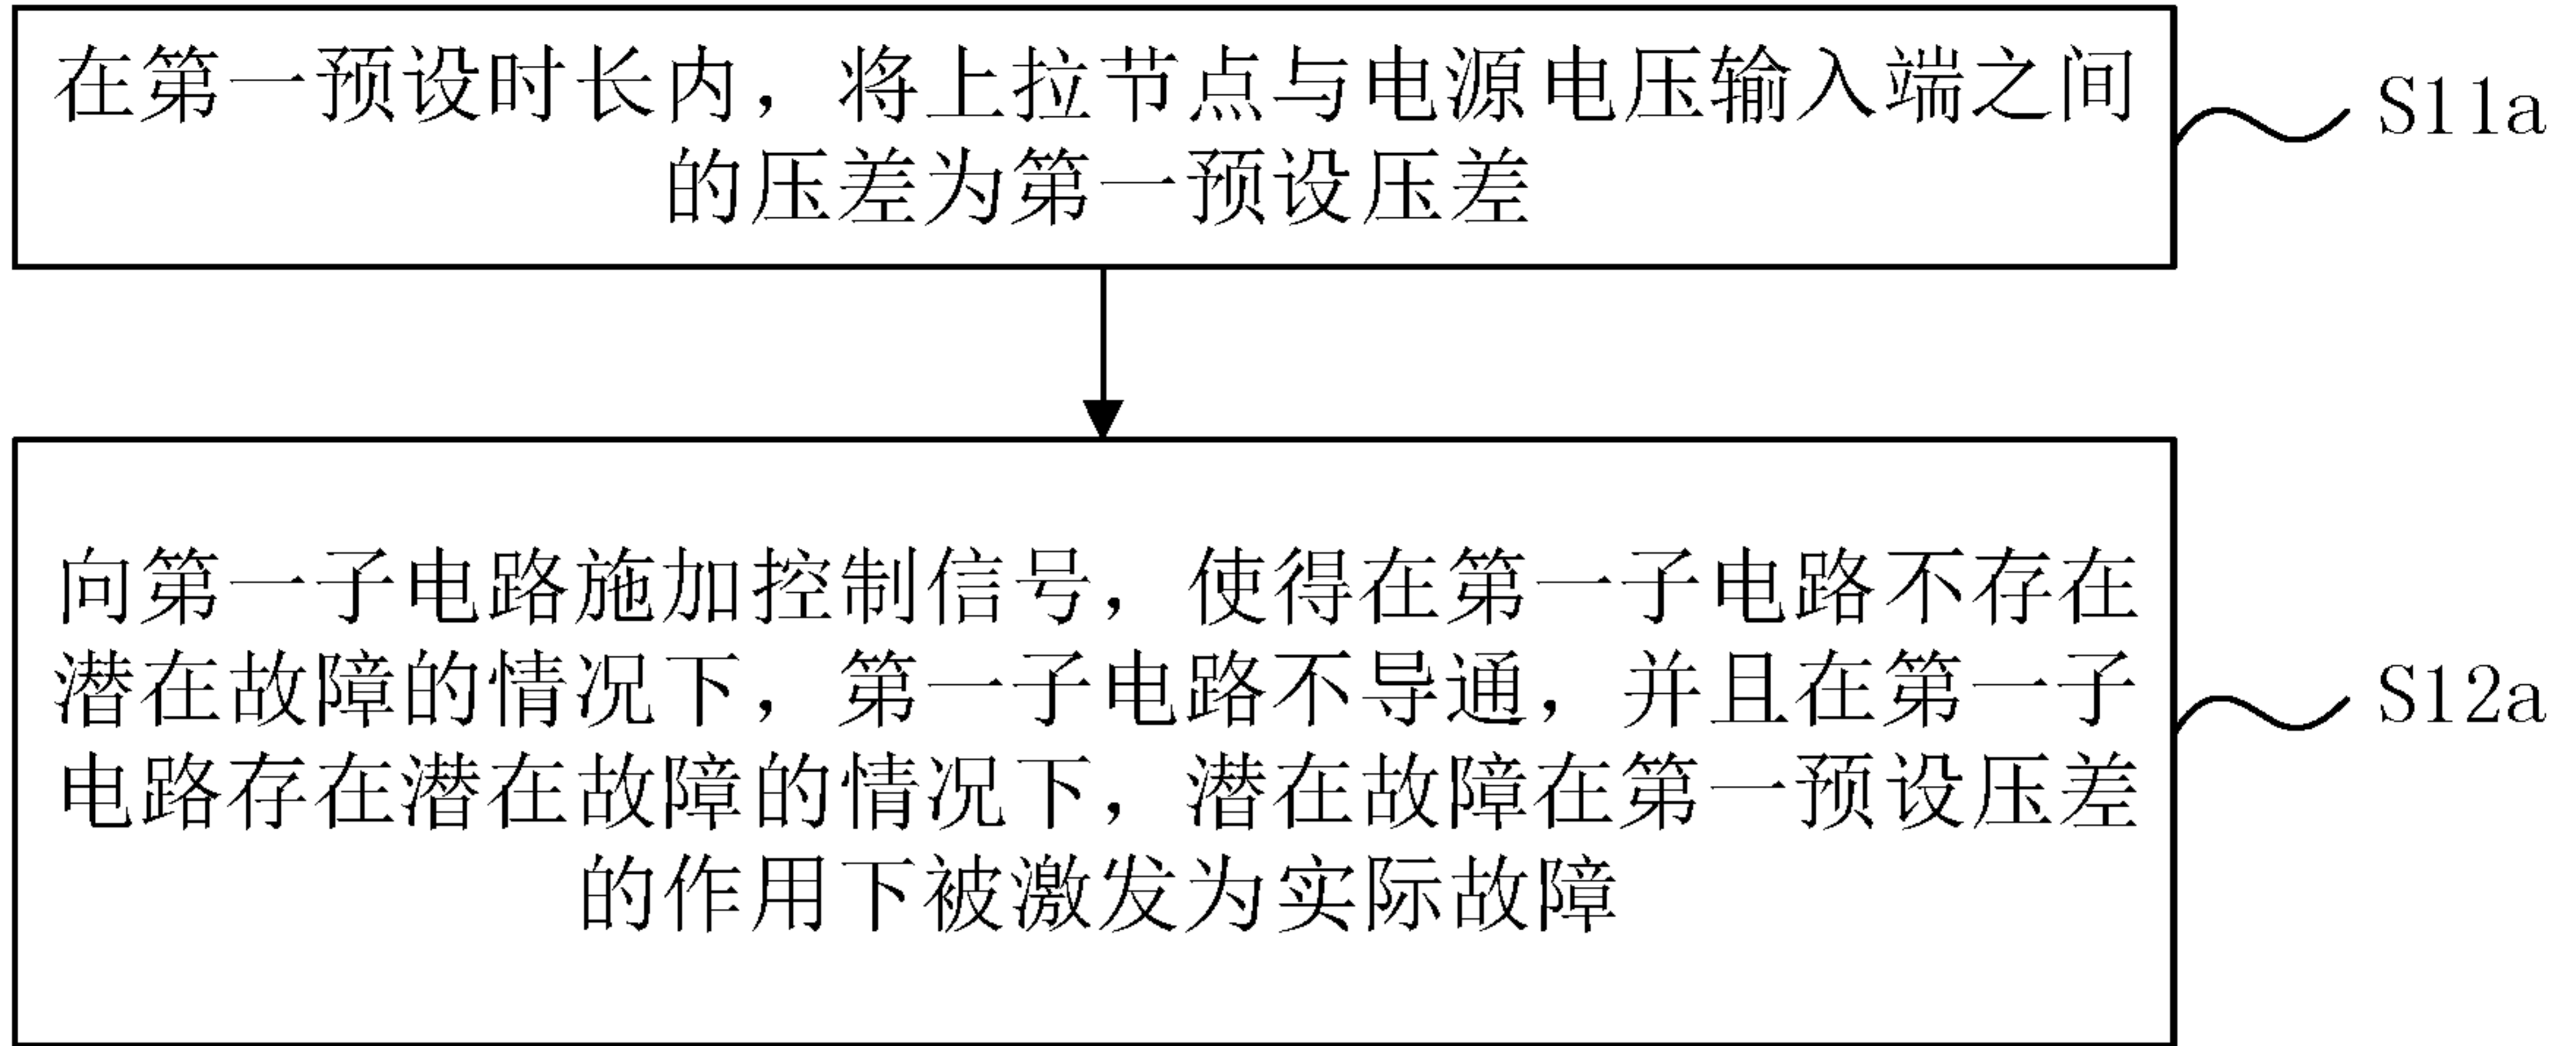 在第一预设时长内，将上拉节点与电源电压输入端之间
的压差为第一预设压差
S11a
向第一子电路施加控制信号，使得在第一子电路不存在
潜在故障的情况下，第一子电路不导通，并且在第一子
电路存在潜在故障的情况下，潜在故障在第一预设压差
的作用下被激发为实际故障
S12a